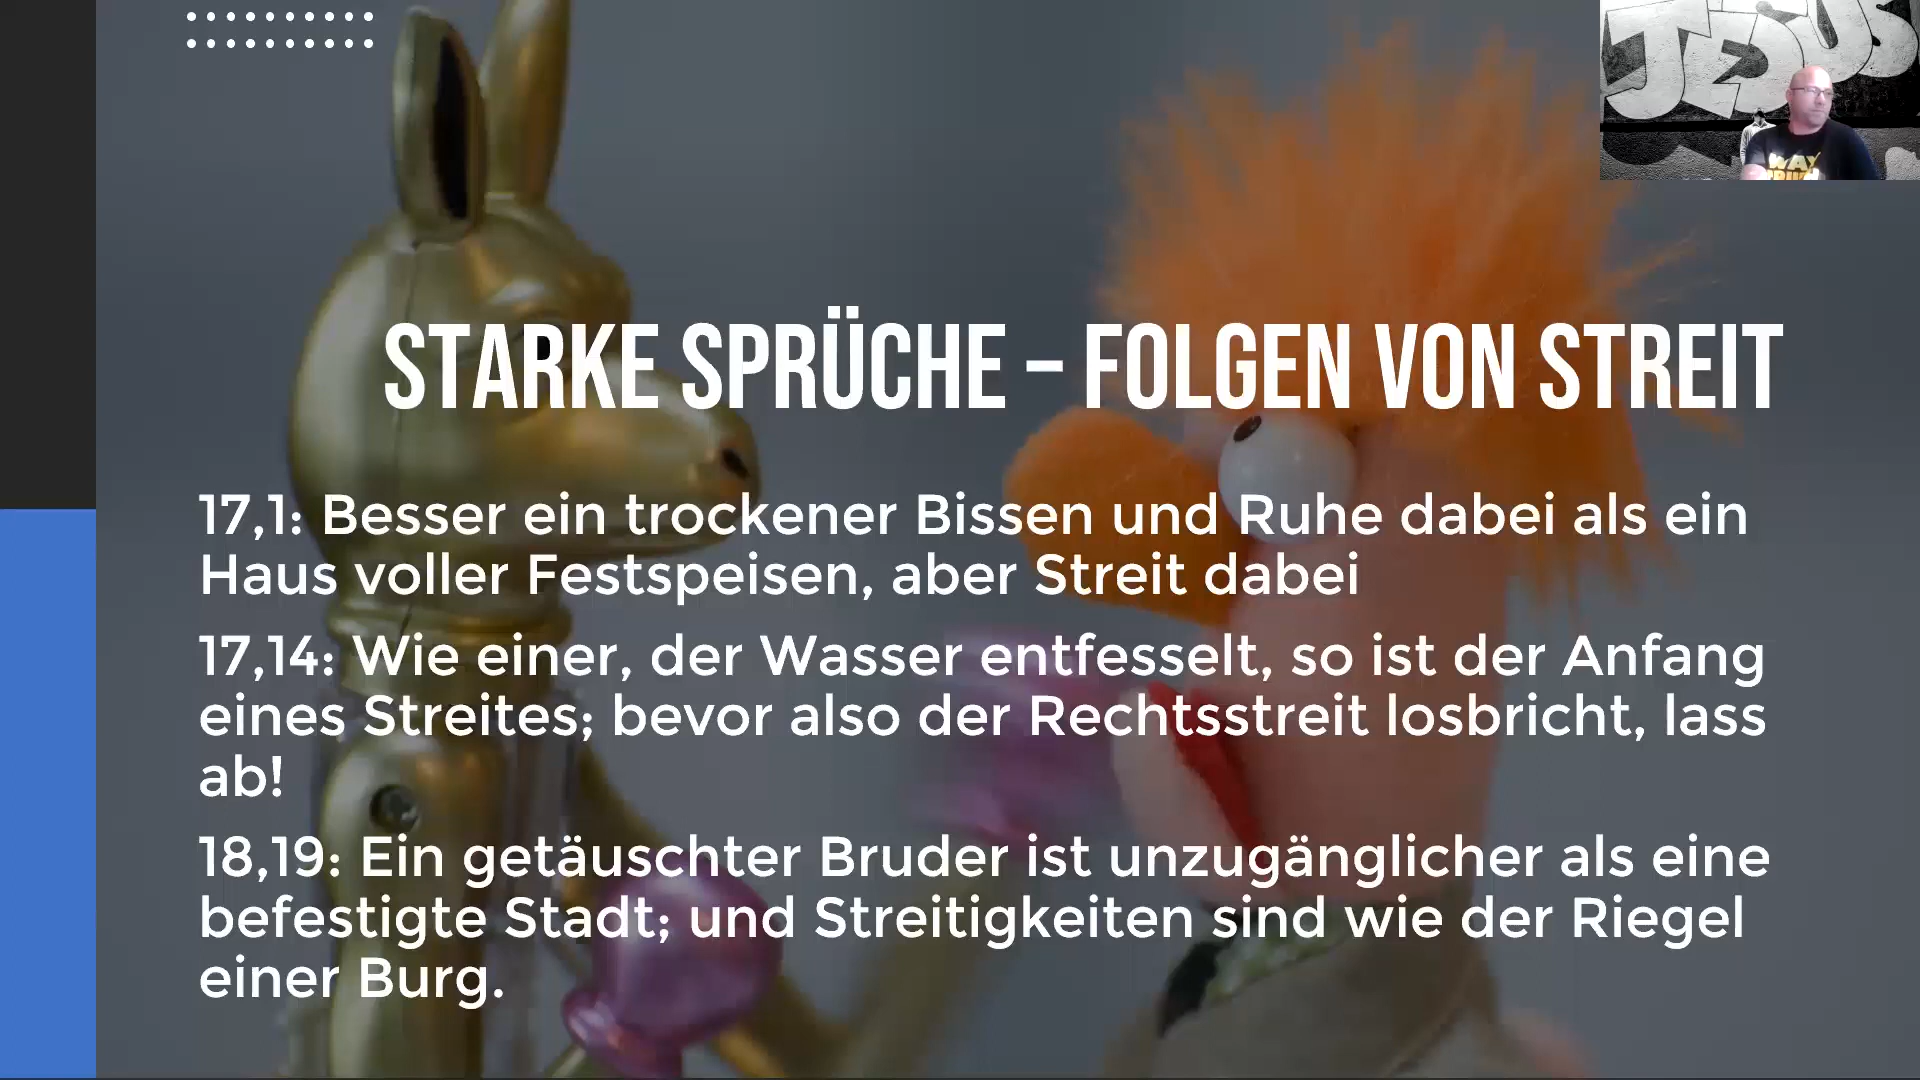 JESUS
WAY
STARKE SPRÜCHE – FOLGEN VON STREIT
17,1: Besser ein trockener Bissen und Ruhe dabei als ein
Haus voller Festspeisen, aber Streit dabei
17,14: Wie einer, der Wasser entfesselt, so ist der Anfang
eines Streites; bevor also der Rechtsstreit losbricht, lass
ab!
18,19: Ein getäuschter Bruder ist unzugänglicher als eine
befestigte Stadt; und Streitigkeiten sind wie der Riegel
einer Burg.